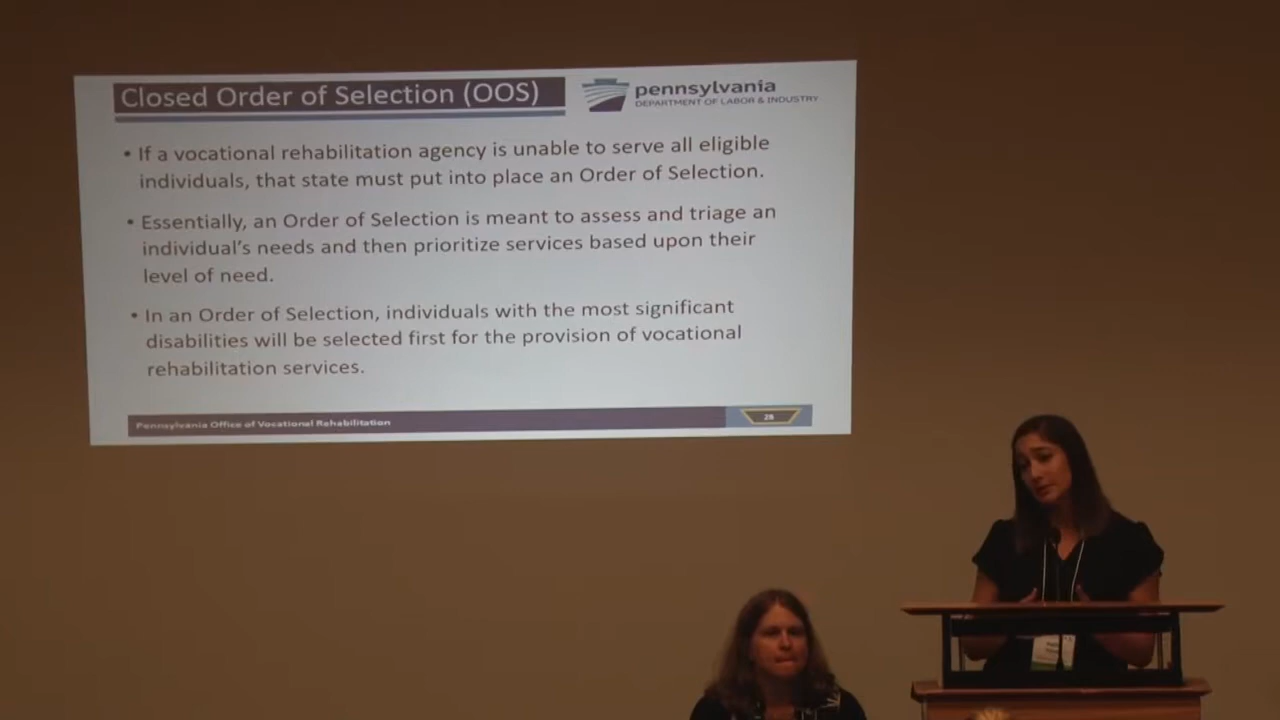 Closed Order of Selection (OOS)
pennsylvania
DEPARTMENT OF LABOR & INDUSTRY
• If a vocational rehabilitation agency is unable to serve all eligible
individuals, that state must put into place an Order of Selection.
• Essentially, an Order of Selection is meant to assess and triage an
individual's needs and then prioritize services based upon their
level of need.
• In an Order of Selection, individuals with the most significant
disabilities will be selected first for the provision of vocational
rehabilitation services.
Pennsylvania Office of Vocational Rehabilitation
28